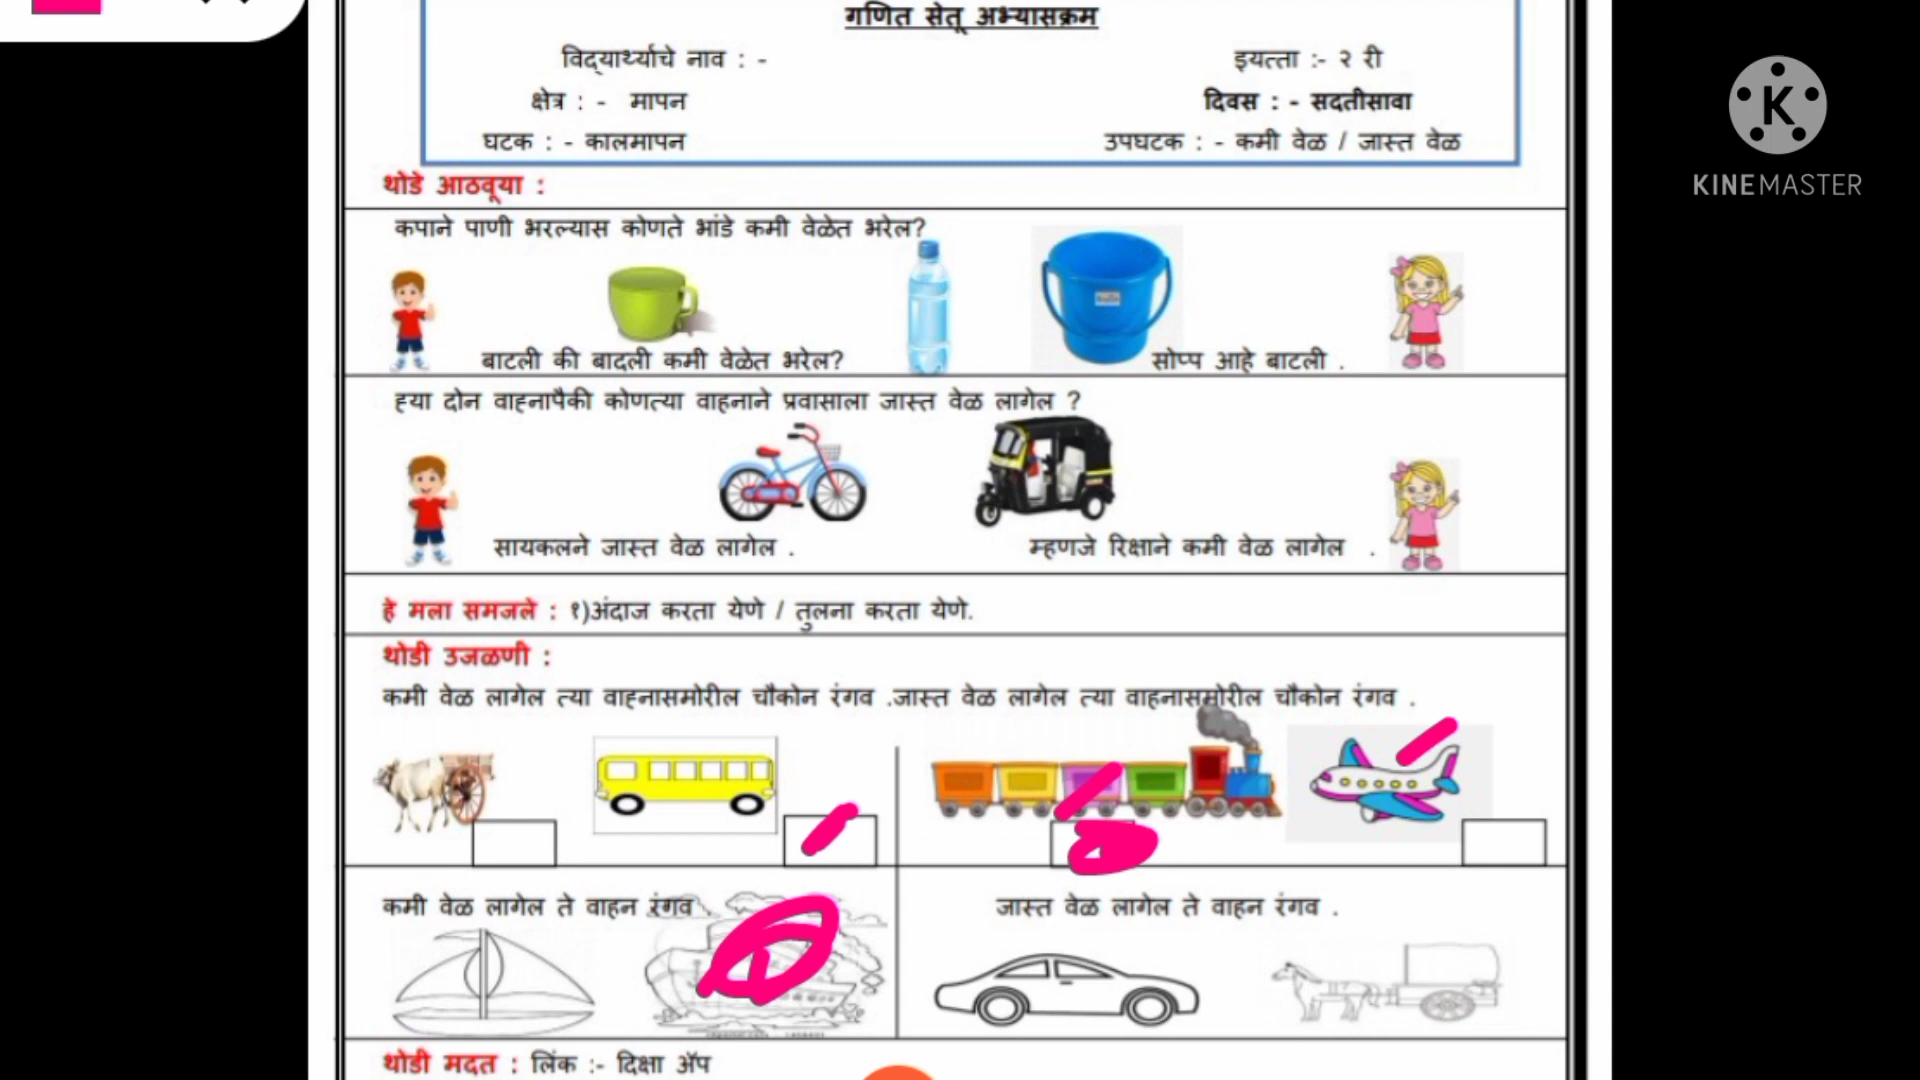 गणित सेतू अभ्यासक्रम
विद्यार्थ्याचे नाव : -
इयत्ता :- २ री
क्षेत्र : - मापन
दिवस : - सदतीसावा
घटक : - कालमापन
उपघटक : - कमी वेळ / जास्त वेळ
KINEMASTER
थोडे आठवूया :
कपाने पाणी भरल्यास कोणते भांडे कमी वेळेत भरेल?
बाटली की बादली कमी वेळेत भरेल?
सोप्प आहे बाटली .
ह्या दोन वाहनापैकी कोणत्या वाहनाने प्रवासाला जास्त वेळ लागेल ?
सायकलने जास्त वेळ लागेल .
म्हणजे रिक्षाने कमी वेळ लागेल .
हे मला समजले : १)अंदाज करता येणे / तुलना करता येणे.
थोडी उजळणी :
कमी वेळ लागेल त्या वाहनासमोरील चौकोन रंगव .जास्त वेळ लागेल त्या वाहनासमोरील चौकोन रंगव .
कमी वेळ लागेल ते वाहन रंगव .
जास्त वेळ लागेल ते वाहन रंगव .
थोडी मदत : लिंक :- दिक्षा ॲप